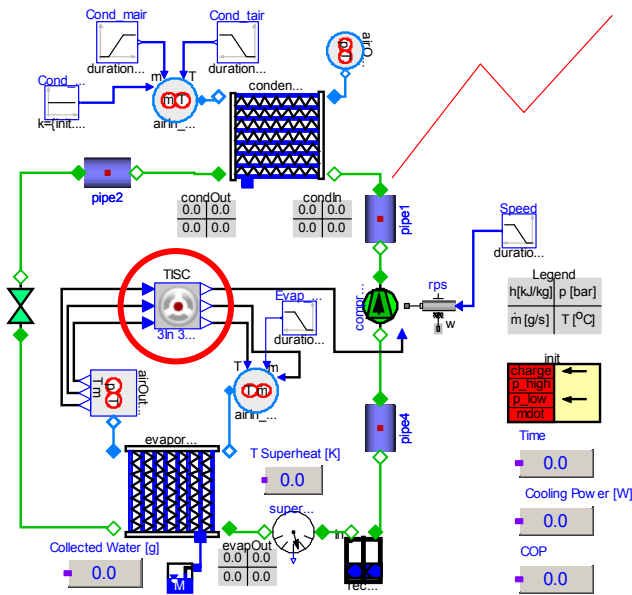 Cond_mair
Cond_tair
airO...
duration...
m
T
duration...
p T
Cond_...
m T
k={init....
airIn_...
conden...
pipe2
condOut
0.0 0.0
0.0 0.0
condIn
0.0 0.0
0.0 0.0
pipe1
Speed
duration...
TISC
3In 3...
Evap_...
duration...
compr...
rps
w
Legend
h[kJ/kg] p [bar]
ṁ [g/s] T [°C]
T
m
T m
airIn_...
airOut...
T m
p T
init
charge
p_high
p_low
mdot
pipe4
evapor...
T Superheat [K]
0.0
Time
0.0
super...
Cooling Power [W]
0.0
In
Collected Water [g]
0.0
evapOut
0.0 0.0
0.0 0.0
M
rec...
COP
0.0